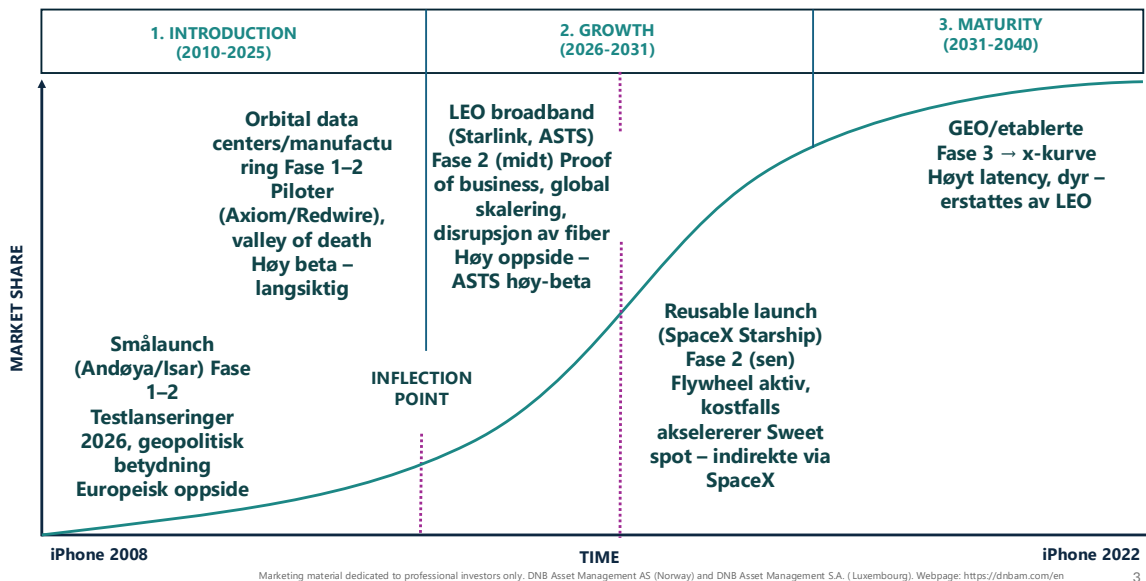 1. INTRODUCTION
(2010-2025)
2. GROWTH
(2026-2031)
3. MATURITY
(2031-2040)
MARKET SHARE
Orbital data
centers/manufactu
ring Fase 1–2
Piloter
(Axiom/Redwire),
valley of death
Høy beta –
langsiktig
LEO broadband
(Starlink, ASTS)
Fase 2 (midt) Proof
of business, global
skalering,
disrupsjon av fiber
Høy oppside –
ASTS høy-beta
GEO/etablerte
Fase 3 → x-kurve
Høyt latency, dyr –
erstattes av LEO
Smålaunch
(Andøya/Isar) Fase
1–2
Testlanseringer
2026, geopolitisk
betydning
Europeisk oppside
INFLECTION
POINT
Reusable launch
(SpaceX Starship)
Fase 2 (sen)
Flywheel aktiv,
kostfalls
akselererer Sweet
spot – indirekte via
SpaceX
iPhone 2008
TIME
iPhone 2022
Marketing material dedicated to professional investors only. DNB Asset Management AS (Norway) and DNB Asset Management S.A. ( Luxembourg). Webpage: https://dnbam.com/en
3